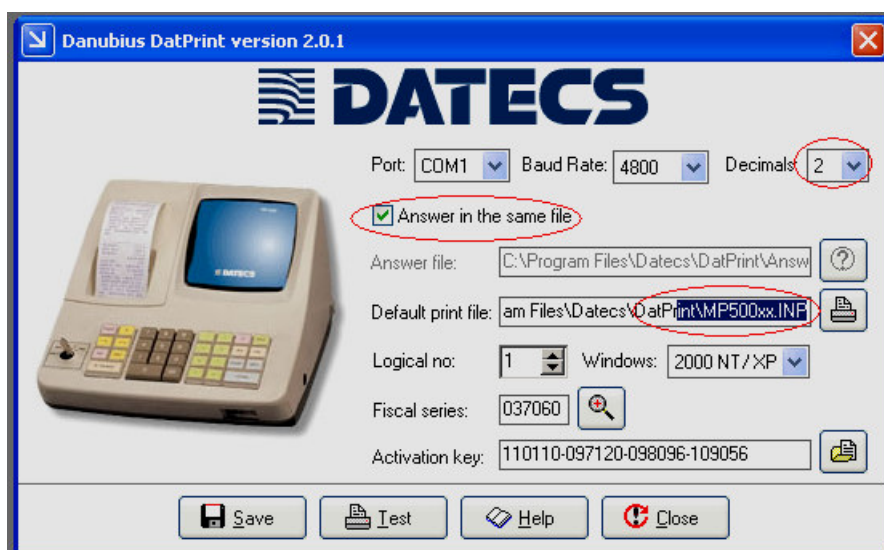 Danubius DatPrint version 2.0.1
DATECS
Port: COM1 Baud Rate: 4800 Decimals: 2
Answer in the same file
Answer file: C:\Program Files\Datecs\DatPrint\Answ
DATECS
Default print file: am Files\Datecs\DatPrint\MP500xx.INP
Logical no: 1 Windows: 2000 NT/XP
Fiscal series: 037060
Activation key: 110110-097120-098096-109056
Save Test Help Close